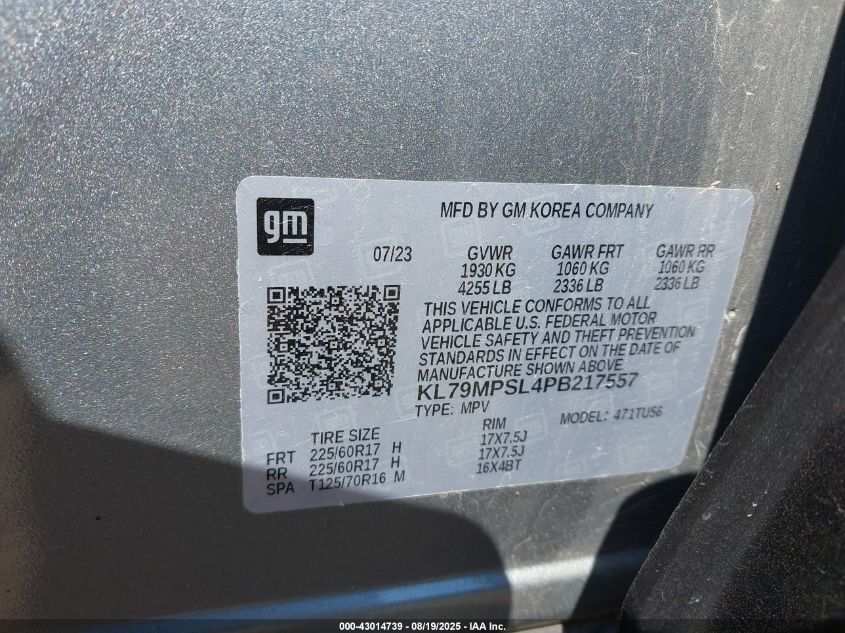 gm
MFD BY GM KOREA COMPANY
07/23 GVWR GAWR FRT GAWR RR
1930 KG 1060 KG 1060 KG
4255 LB 2336 LB 2336 LB
THIS VEHICLE CONFORMS TO ALL
APPLICABLE U.S. FEDERAL MOTOR
VEHICLE SAFETY AND THEFT PREVENTION
STANDARDS IN EFFECT ON THE DATE OF
MANUFACTURE SHOWN ABOVE
KL79MPSL4PB217557
TYPE: MPV MODEL: 471TU56
TIRE SIZE RIM
FRT 225/60R17 H 17X7.5J
RR 225/60R17 H 17X7.5J
SPA T125/70R16 M 16X4BT
000-43014739 - 08/19/2025 - IAA Inc.